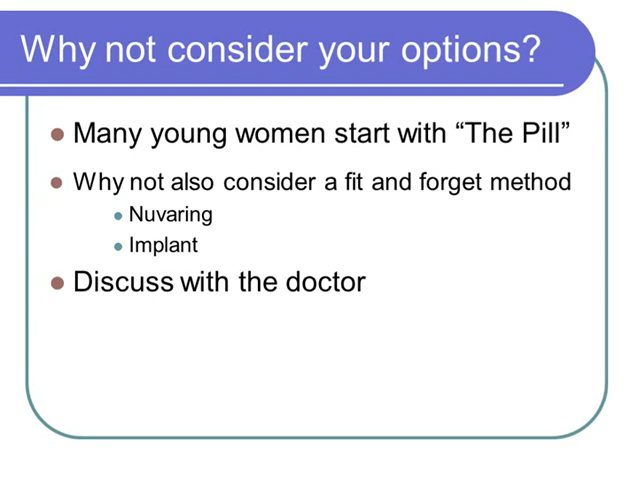 Why not consider your options?
Many young women start with “The Pill”
Why not also consider a fit and forget method
Nuvaring
Implant
Discuss with the doctor